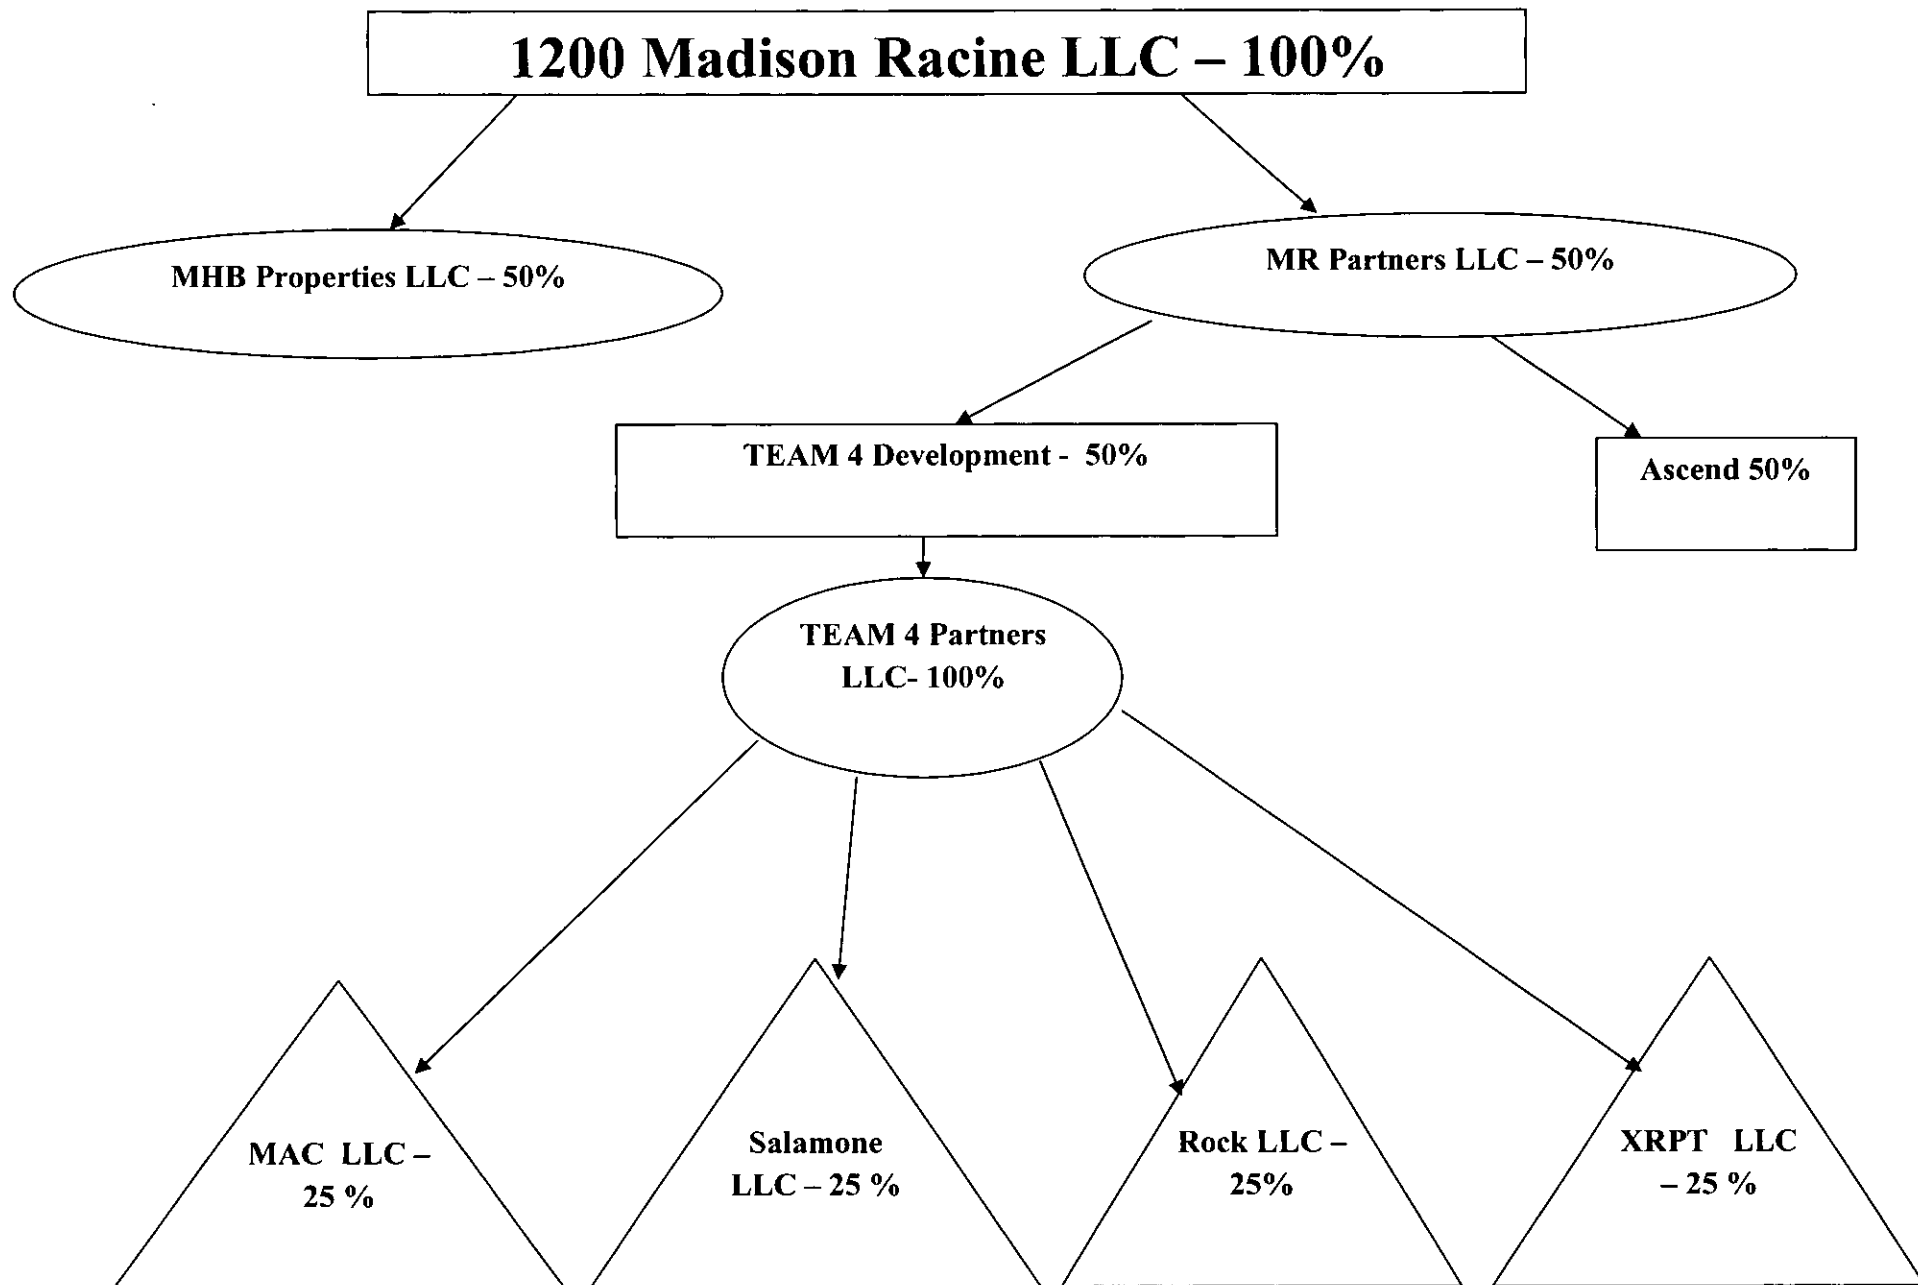 1200 Madison Racine LLC – 100%
MHB Properties LLC – 50%
MR Partners LLC – 50%
TEAM 4 Development - 50%
Ascend 50%
TEAM 4 Partners
LLC- 100%
MAC LLC –
25 %
Salamone
LLC – 25 %
Rock LLC –
25%
XRPT LLC
– 25 %